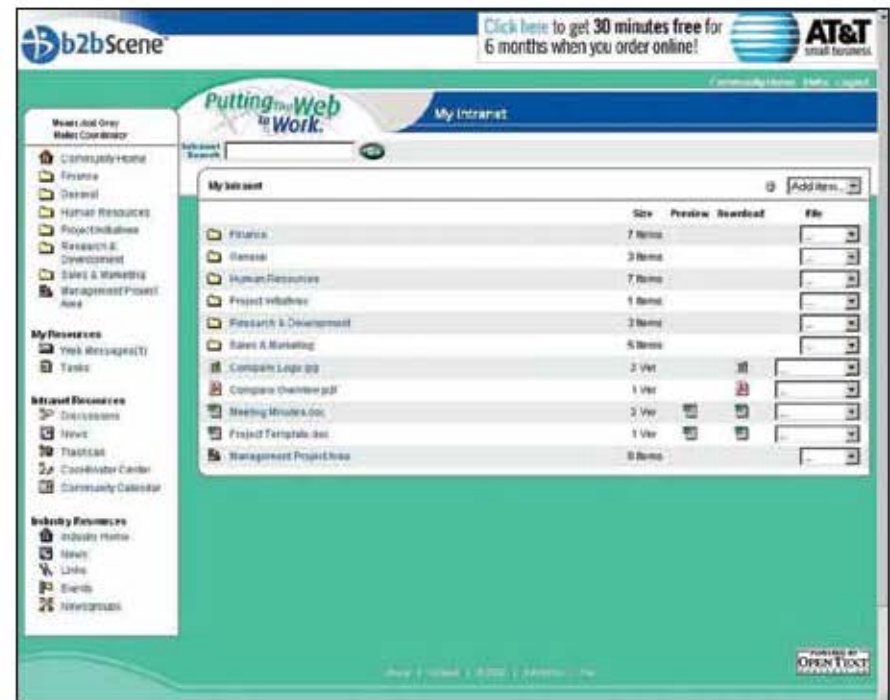 b2bScene
Click here to get 30 minutes free for
6 months when you order online!
AT&T
small business
Community Home Logout
Putting The Web
to Work.
My Intranet
Intranet
Search
Community Home
Finance
General
Human Resources
Project Initiatives
Research &
Development
Sales & Marketing
Management Project
Area
My Resources
Web Messages(1)
Tasks
Intranet Resources
Discussions
News
Trashcan
Coordinator Center
Community Calendar
Industry Resources
Industry Home
News
Links
Events
Newsgroups
My Intranet
Add Item...
Size Preview Download File
Finance 7 Items
General 3 Items
Human Resources 7 Items
Project Initiatives 1 Items
Research & Development 3 Items
Sales & Marketing 5 Items
Company Logo.jpg 2 Ver
Company Overview.pdf 1 Ver
Meeting Minutes.doc 3 Ver
Project Template.doc 1 Ver
Management Project Area 0 Items
POWERED BY
OPEN TEXT